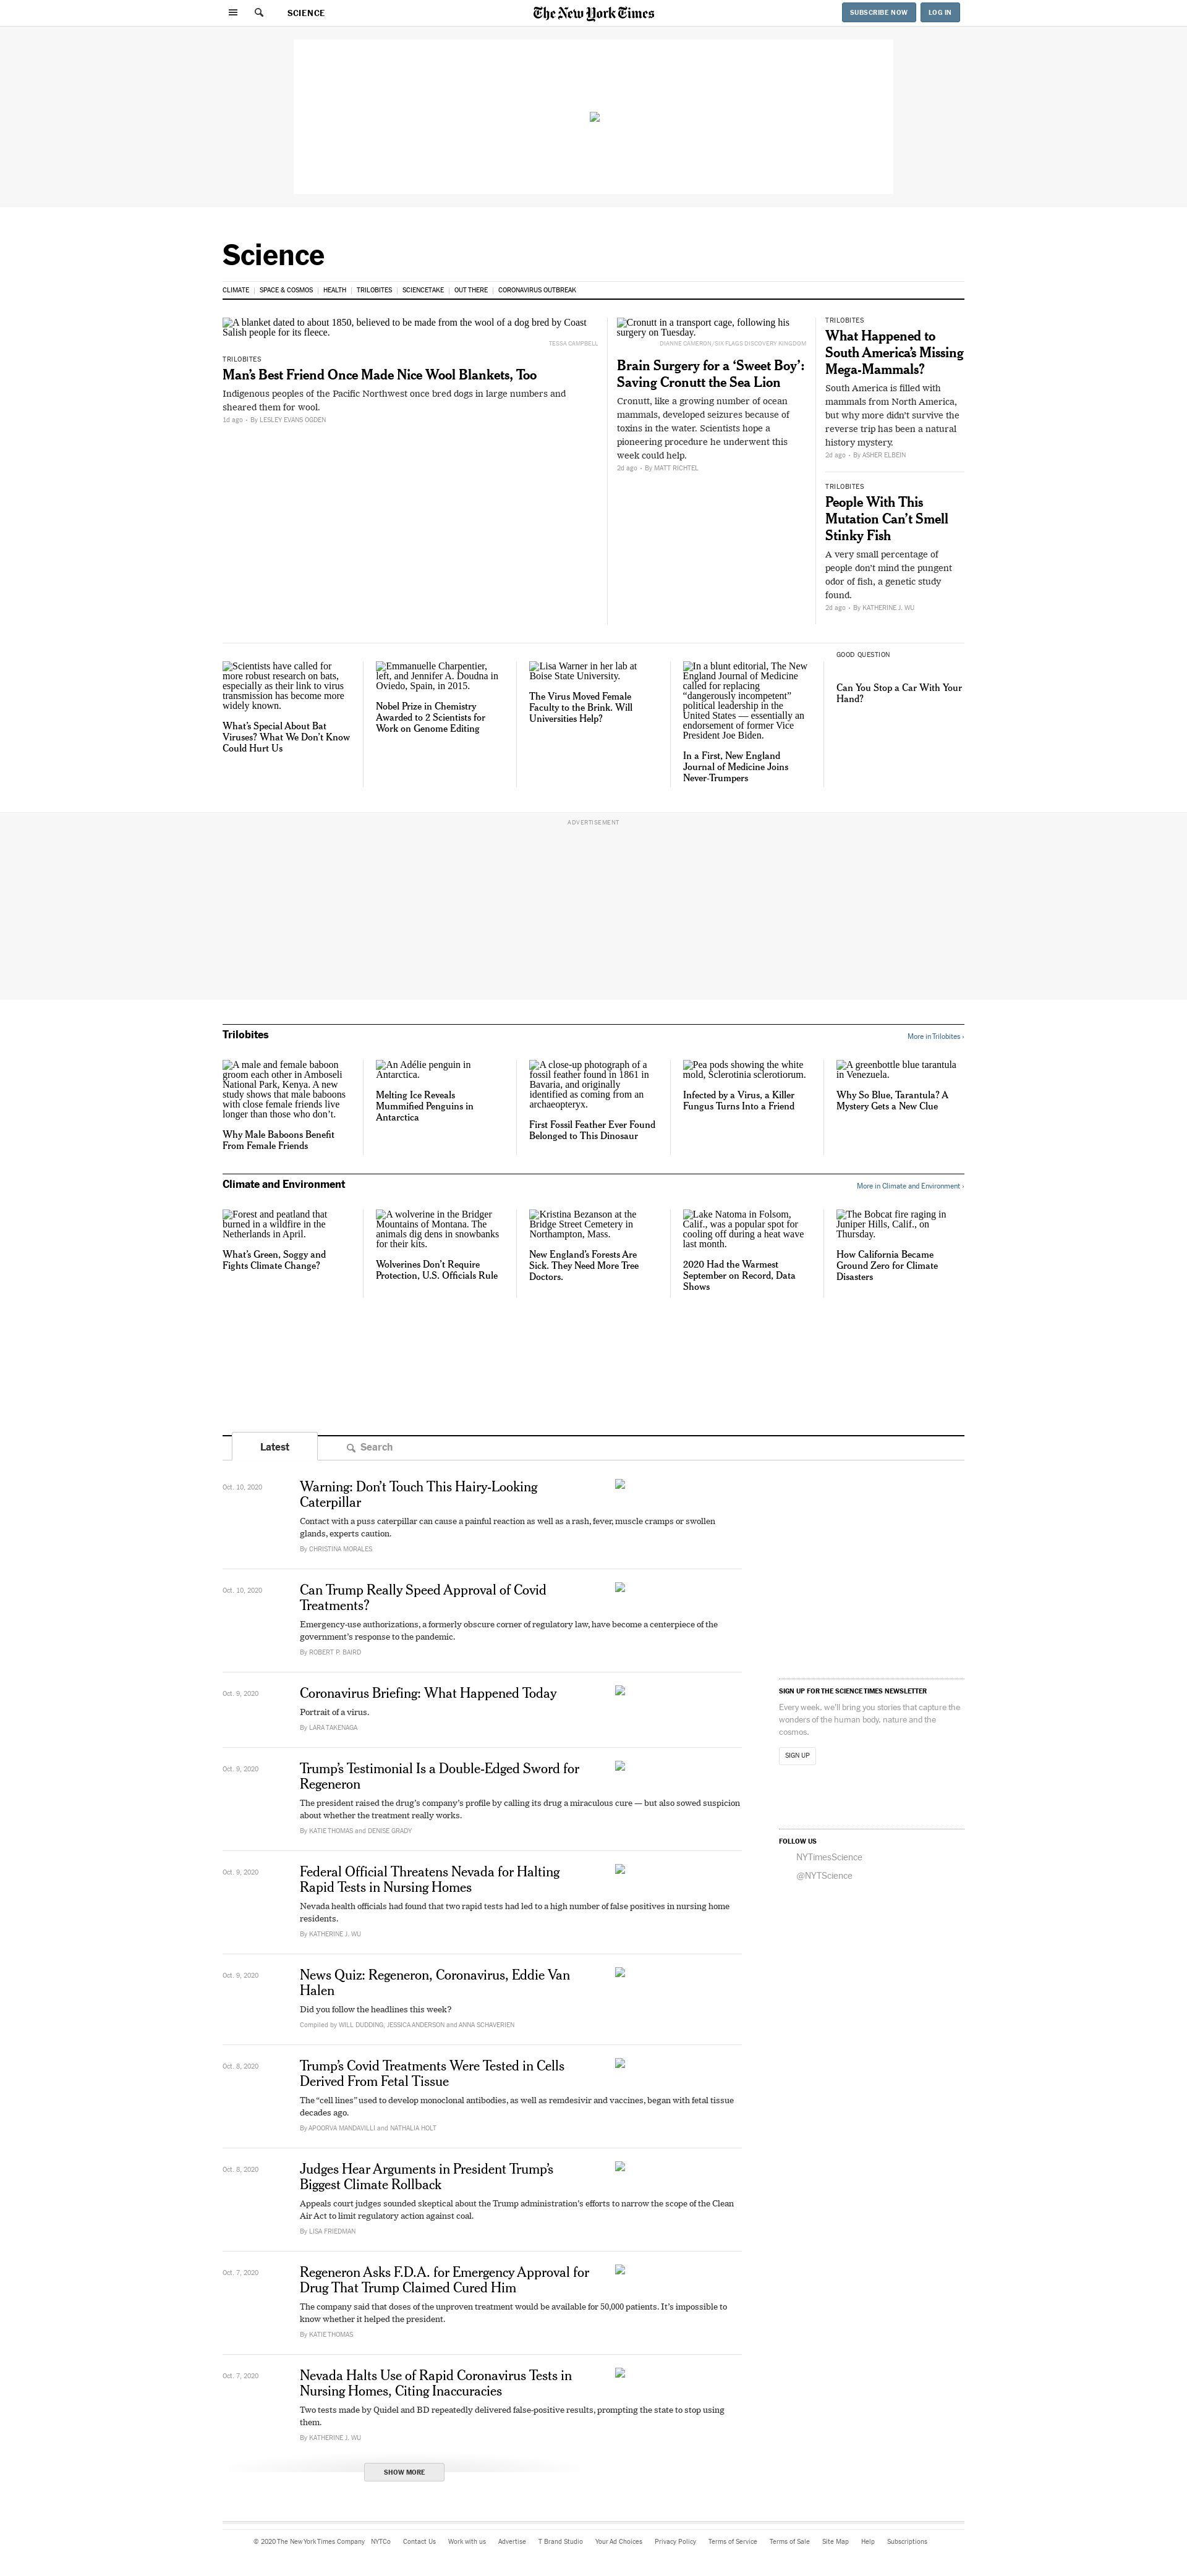 SCIENCE
The New York Times
SUBSCRIBE NOW
LOG IN
Science
CLIMATE
SPACE & COSMOS
HEALTH
TRILOBITES
SCIENCETAKE
OUT THERE
CORONAVIRUS OUTBREAK
A blanket dated to about 1850, believed to be made from the wool of a dog bred by Coast
Salish people for its fleece.
TESSA CAMPBELL
TRILOBITES
Man’s Best Friend Once Made Nice Wool Blankets, Too
Indigenous peoples of the Pacific Northwest once bred dogs in large numbers and
sheared them for wool.
1d ago · By LESLEY EVANS OGDEN
Cronutt in a transport cage, following his
surgery on Tuesday.
DIANNE CAMERON/SIX FLAGS DISCOVERY KINGDOM
Brain Surgery for a ‘Sweet Boy’:
Saving Cronutt the Sea Lion
Cronutt, like a growing number of ocean
mammals, developed seizures because of
toxins in the water. Scientists hope a
pioneering procedure he underwent this
week could help.
2d ago · By MATT RICHTEL
TRILOBITES
What Happened to
South America’s Missing
Mega-Mammals?
South America is filled with
mammals from North America,
but why more didn’t survive the
reverse trip has been a natural
history mystery.
2d ago · By ASHER ELBEIN
TRILOBITES
People With This
Mutation Can’t Smell
Stinky Fish
A very small percentage of
people don’t mind the pungent
odor of fish, a genetic study
found.
2d ago · By KATHERINE J. WU
Scientists have called for
more robust research on bats,
especially as their link to virus
transmission has become more
widely known.
What’s Special About Bat
Viruses? What We Don’t Know
Could Hurt Us
Emmanuelle Charpentier,
left, and Jennifer A. Doudna in
Oviedo, Spain, in 2015.
Nobel Prize in Chemistry
Awarded to 2 Scientists for
Work on Genome Editing
Lisa Warner in her lab at
Boise State University.
The Virus Moved Female
Faculty to the Brink. Will
Universities Help?
In a blunt editorial, The New
England Journal of Medicine
called for replacing
“dangerously incompetent”
political leadership in the
United States — essentially an
endorsement of former Vice
President Joe Biden.
In a First, New England
Journal of Medicine Joins
Never-Trumpers
GOOD QUESTION
Can You Stop a Car With Your
Hand?
ADVERTISEMENT
Trilobites
More in Trilobites ›
A male and female baboon
groom each other in Amboseli
National Park, Kenya. A new
study shows that male baboons
with close female friends live
longer than those who don’t.
Why Male Baboons Benefit
From Female Friends
An Adélie penguin in
Antarctica.
Melting Ice Reveals
Mummified Penguins in
Antarctica
A close-up photograph of a
fossil feather found in 1861 in
Bavaria, and originally
identified as coming from an
archaeopteryx.
First Fossil Feather Ever Found
Belonged to This Dinosaur
Pea pods showing the white
mold, Sclerotinia sclerotiorum.
Infected by a Virus, a Killer
Fungus Turns Into a Friend
A greenbottle blue tarantula
in Venezuela.
Why So Blue, Tarantula? A
Mystery Gets a New Clue
Climate and Environment
More in Climate and Environment ›
Forest and peatland that
burned in a wildfire in the
Netherlands in April.
What’s Green, Soggy and
Fights Climate Change?
A wolverine in the Bridger
Mountains of Montana. The
animals dig dens in snowbanks
for their kits.
Wolverines Don’t Require
Protection, U.S. Officials Rule
Kristina Bezanson at the
Bridge Street Cemetery in
Northampton, Mass.
New England’s Forests Are
Sick. They Need More Tree
Doctors.
Lake Natoma in Folsom,
Calif., was a popular spot for
cooling off during a heat wave
last month.
2020 Had the Warmest
September on Record, Data
Shows
The Bobcat fire raging in
Juniper Hills, Calif., on
Thursday.
How California Became
Ground Zero for Climate
Disasters
Latest
Search
Oct. 10, 2020
Warning: Don’t Touch This Hairy-Looking
Caterpillar
Contact with a puss caterpillar can cause a painful reaction as well as a rash, fever, muscle cramps or swollen
glands, experts caution.
By CHRISTINA MORALES
Oct. 10, 2020
Can Trump Really Speed Approval of Covid
Treatments?
Emergency-use authorizations, a formerly obscure corner of regulatory law, have become a centerpiece of the
government’s response to the pandemic.
By ROBERT P. BAIRD
Oct. 9, 2020
Coronavirus Briefing: What Happened Today
Portrait of a virus.
By LARA TAKENAGA
Oct. 9, 2020
Trump’s Testimonial Is a Double-Edged Sword for
Regeneron
The president raised the drug’s company’s profile by calling its drug a miraculous cure — but also sowed suspicion
about whether the treatment really works.
By KATIE THOMAS and DENISE GRADY
Oct. 9, 2020
Federal Official Threatens Nevada for Halting
Rapid Tests in Nursing Homes
Nevada health officials had found that two rapid tests had led to a high number of false positives in nursing home
residents.
By KATHERINE J. WU
Oct. 9, 2020
News Quiz: Regeneron, Coronavirus, Eddie Van
Halen
Did you follow the headlines this week?
Compiled by WILL DUDDING, JESSICA ANDERSON and ANNA SCHAVERIEN
Oct. 8, 2020
Trump’s Covid Treatments Were Tested in Cells
Derived From Fetal Tissue
The “cell lines” used to develop monoclonal antibodies, as well as remdesivir and vaccines, began with fetal tissue
decades ago.
By APOORVA MANDAVILLI and NATHALIA HOLT
Oct. 8, 2020
Judges Hear Arguments in President Trump’s
Biggest Climate Rollback
Appeals court judges sounded skeptical about the Trump administration’s efforts to narrow the scope of the Clean
Air Act to limit regulatory action against coal.
By LISA FRIEDMAN
Oct. 7, 2020
Regeneron Asks F.D.A. for Emergency Approval for
Drug That Trump Claimed Cured Him
The company said that doses of the unproven treatment would be available for 50,000 patients. It’s impossible to
know whether it helped the president.
By KATIE THOMAS
Oct. 7, 2020
Nevada Halts Use of Rapid Coronavirus Tests in
Nursing Homes, Citing Inaccuracies
Two tests made by Quidel and BD repeatedly delivered false-positive results, prompting the state to stop using
them.
By KATHERINE J. WU
SHOW MORE
SIGN UP FOR THE SCIENCE TIMES NEWSLETTER
Every week, we’ll bring you stories that capture the
wonders of the human body, nature and the
cosmos.
SIGN UP
FOLLOW US
NYTimesScience
@NYTScience
© 2020 The New York Times Company
NYTCo
Contact Us
Work with us
Advertise
T Brand Studio
Your Ad Choices
Privacy Policy
Terms of Service
Terms of Sale
Site Map
Help
Subscriptions